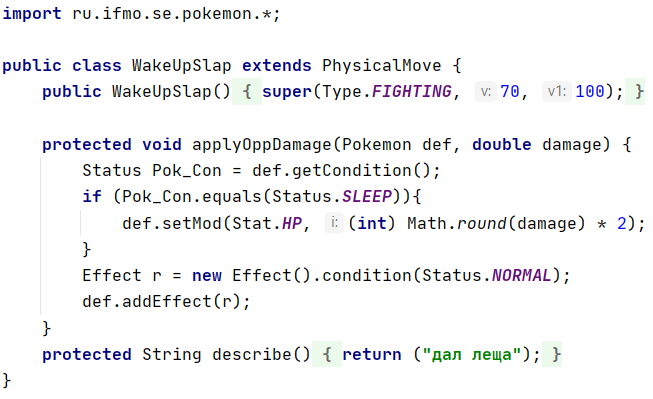 import ru.ifmo.se.pokemon.*;
public class WakeUpSlap extends PhysicalMove {
public WakeUpSlap() { super(Type.FIGHTING, v: 70, v1: 100); }
protected void applyOppDamage(Pokemon def, double damage) {
Status Pok_Con = def.getCondition();
if (Pok_Con.equals(Status.SLEEP)){
def.setMod(Stat.HP, i: (int) Math.round(damage) * 2);
}
Effect r = new Effect().condition(Status.NORMAL);
def.addEffect(r);
}
protected String describe() { return ("дал леща"); }
}